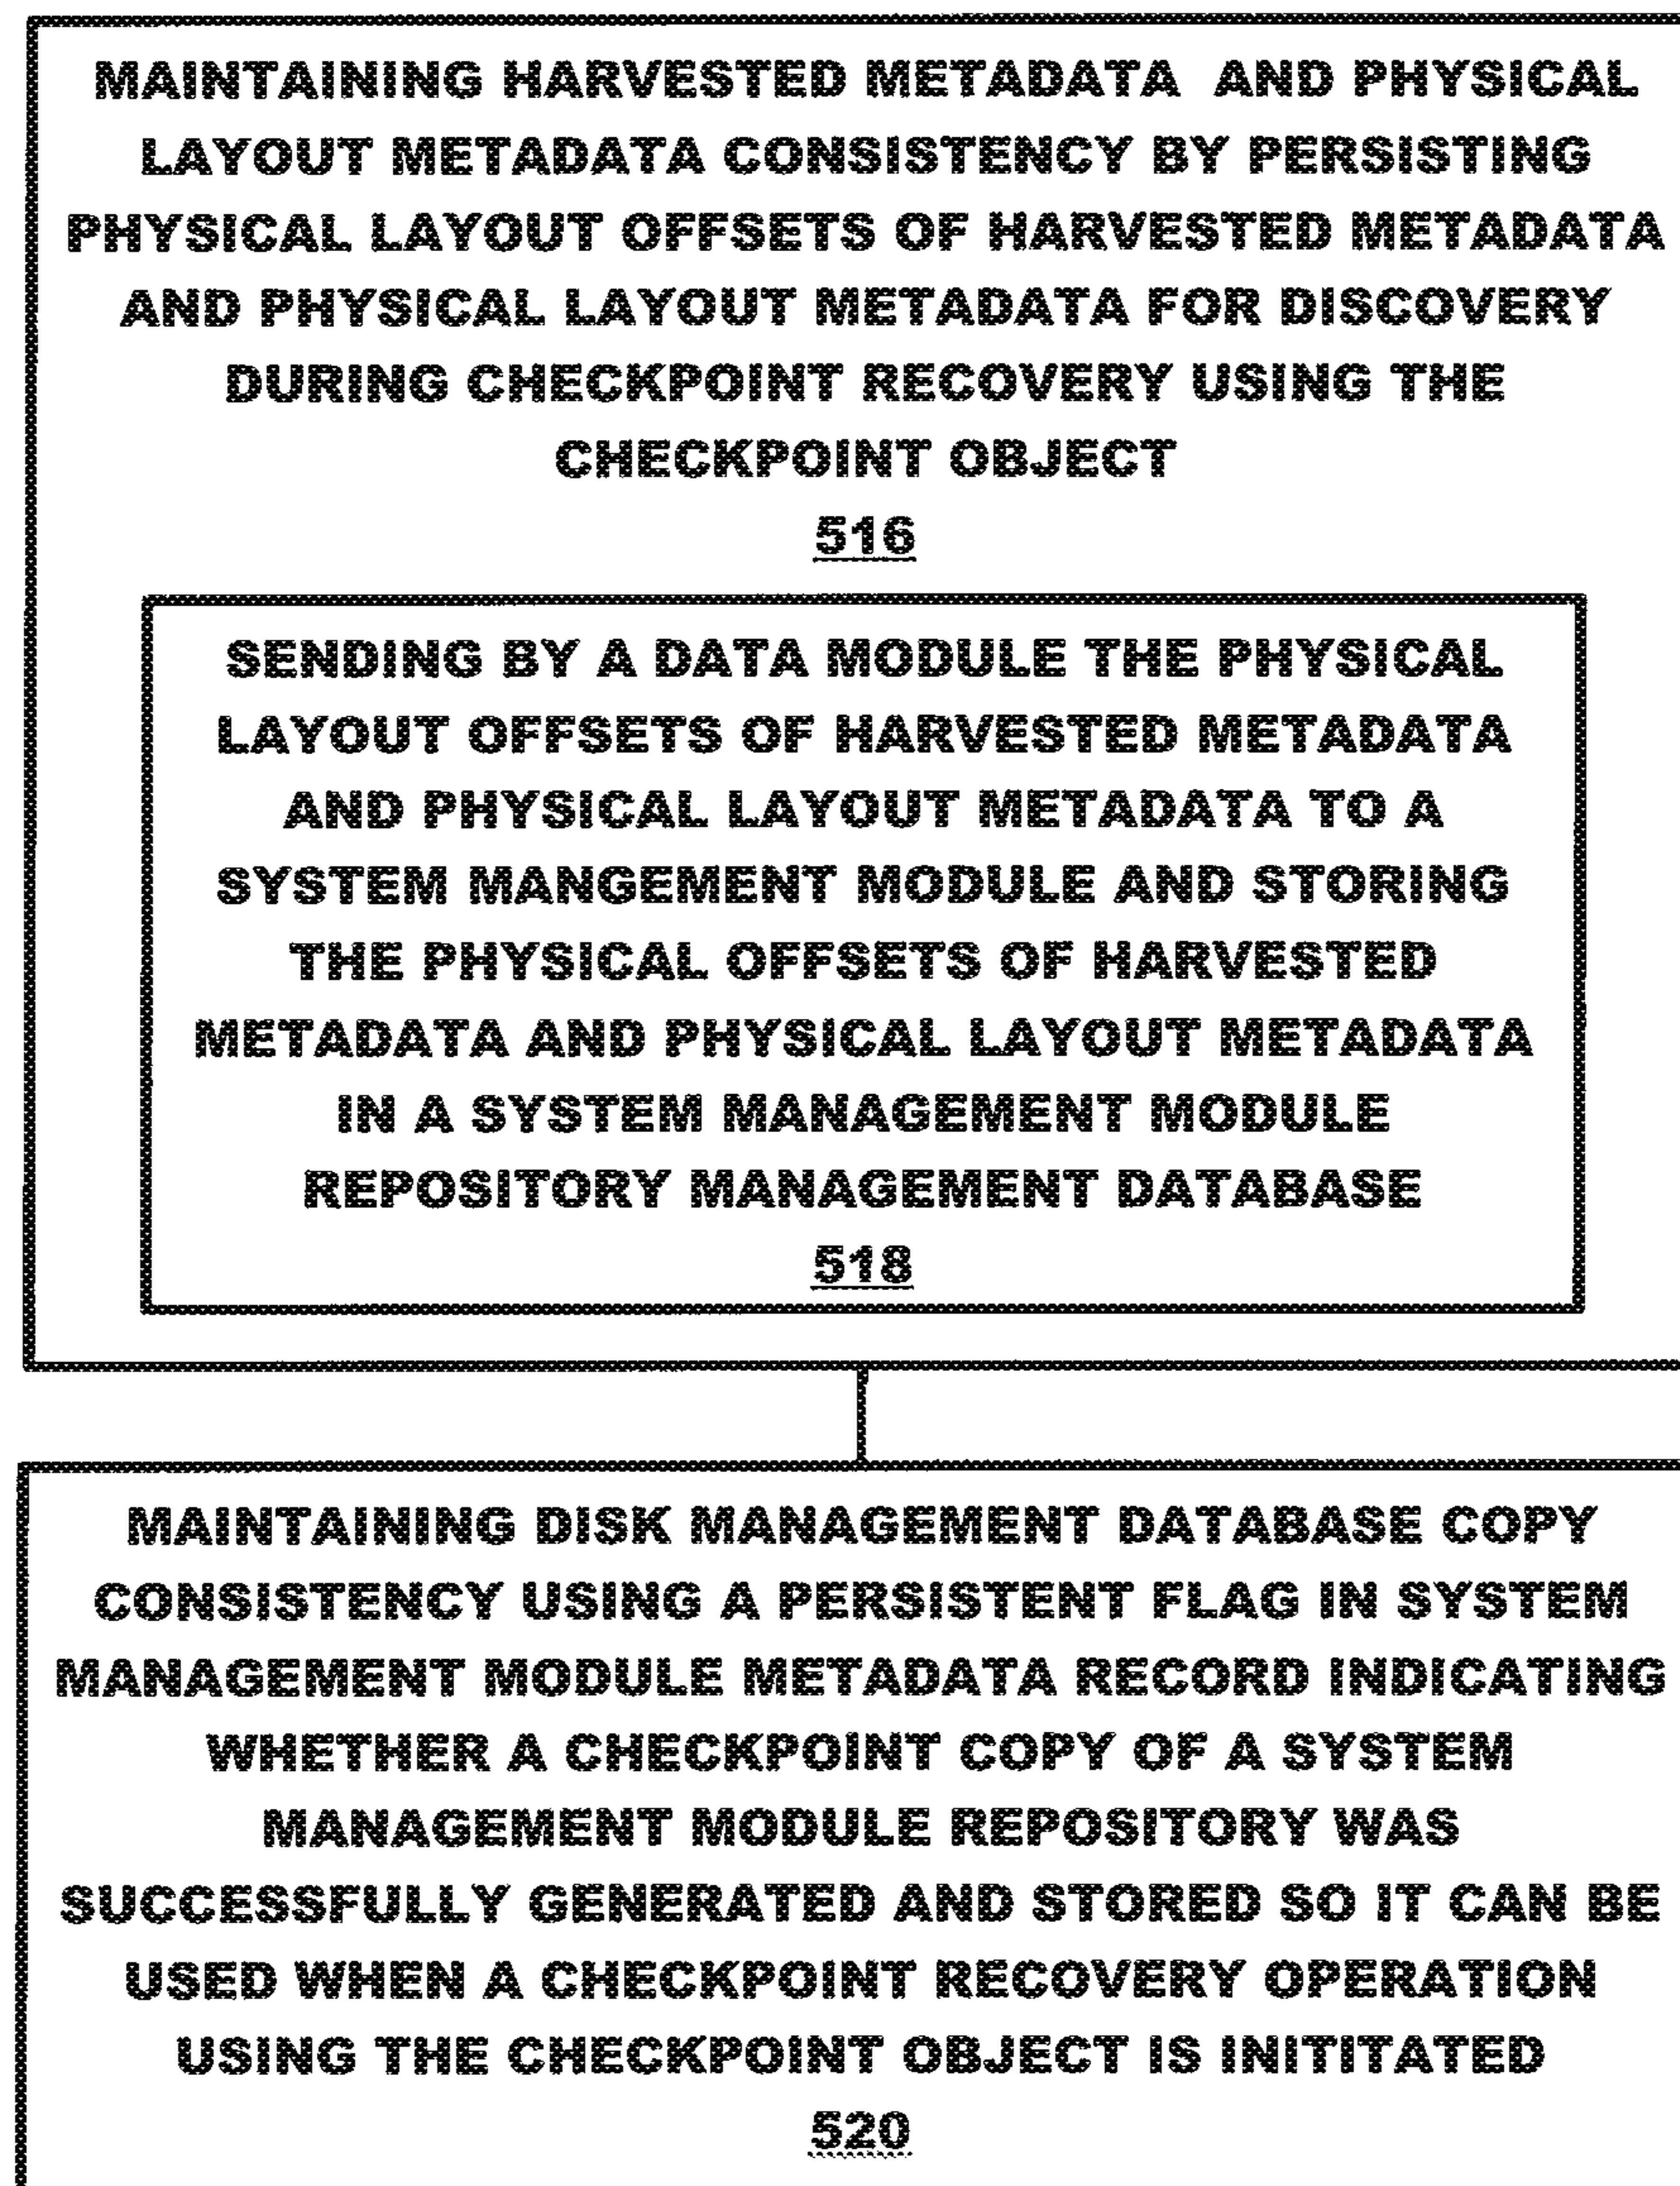 MAINTAINING HARVESTED METADATA AND PHYSICAL
LAYOUT METADATA CONSISTENCY BY PERSISTING
PHYSICAL LAYOUT OFFSETS OF HARVESTED METADATA
AND PHYSICAL LAYOUT METADATA FOR DISCOVERY
DURING CHECKPOINT RECOVERY USING THE
CHECKPOINT OBJECT
516
SENDING BY A DATA MODULE THE PHYSICAL
LAYOUT OFFSETS OF HARVESTED METADATA
AND PHYSICAL LAYOUT METADATA TO A
SYSTEM MANGEMENT MODULE AND STORING
THE PHYSICAL OFFSETS OF HARVESTED
METADATA AND PHYSICAL LAYOUT METADATA
IN A SYSTEM MANAGEMENT MODULE
REPOSITORY MANAGEMENT DATABASE
518
MAINTAINING DISK MANAGEMENT DATABASE COPY
CONSISTENCY USING A PERSISTENT FLAG IN SYSTEM
MANAGEMENT MODULE METADATA RECORD INDICATING
WHETHER A CHECKPOINT COPY OF A SYSTEM
MANAGEMENT MODULE REPOSITORY WAS
SUCCESSFULLY GENERATED AND STORED SO IT CAN BE
USED WHEN A CHECKPOINT RECOVERY OPERATION
USING THE CHECKPOINT OBJECT IS INITITATED
520